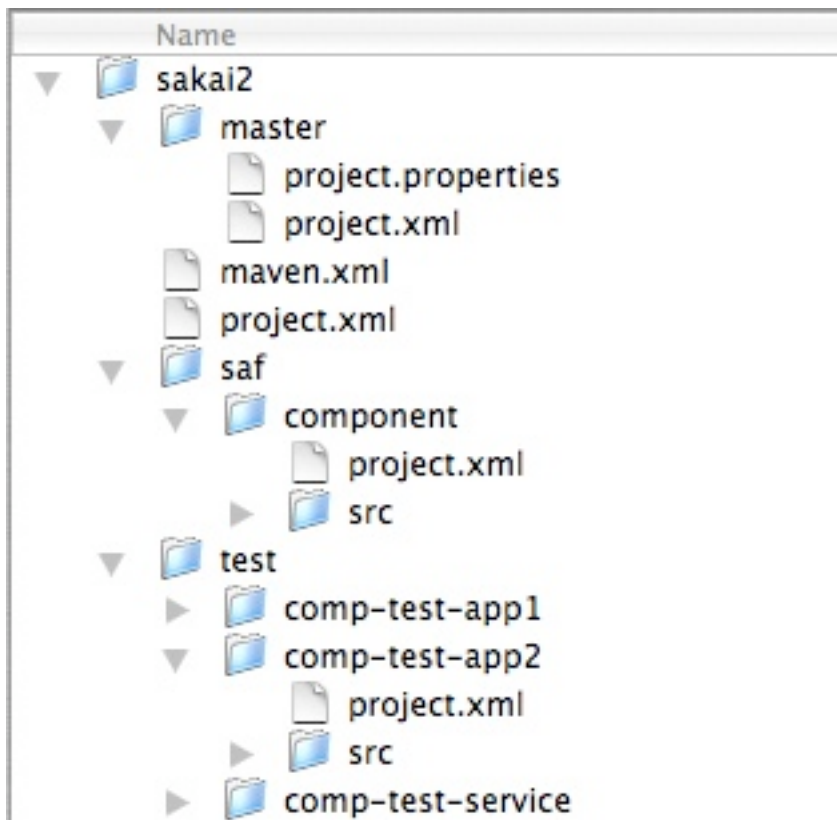 Name
sakai2
master
project.properties
project.xml
maven.xml
project.xml
saf
component
project.xml
src
test
comp-test-app1
comp-test-app2
project.xml
src
comp-test-service